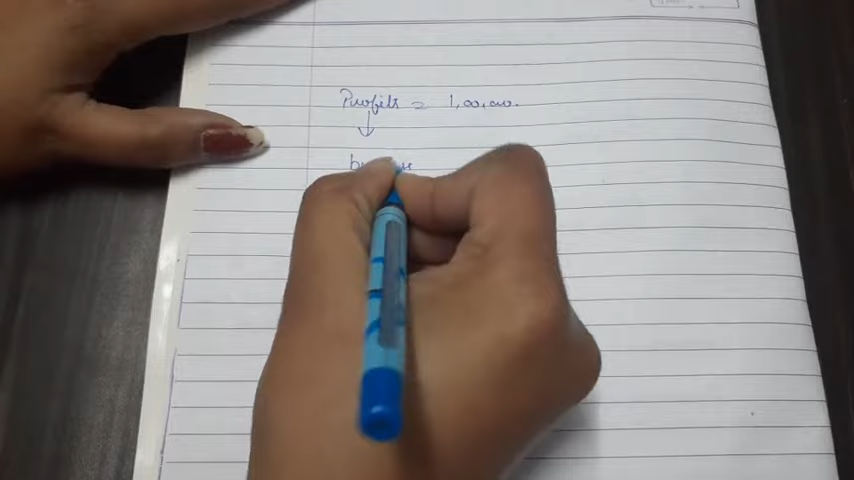 Profits = 1,00,000.